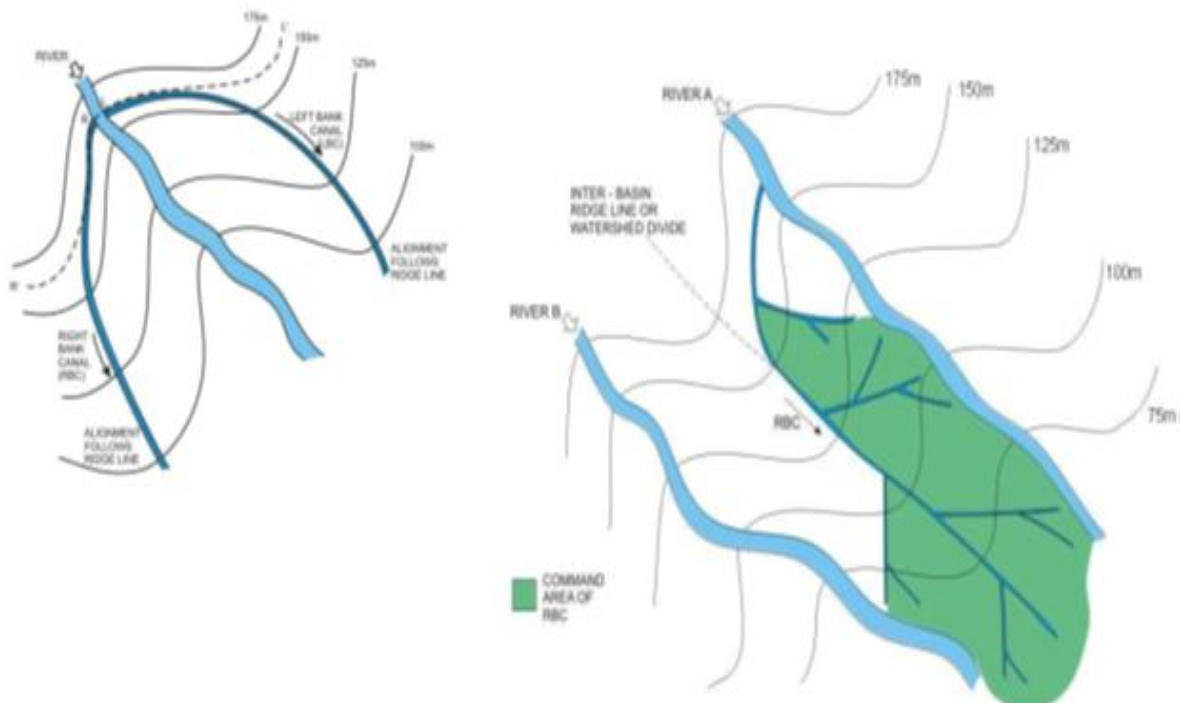 175m
RIVER
L'
150m
125m
LEFT BANK
CANAL
(LBC)
100m
ALIGNMENT
FOLLOWS
RIDGE LINE
R'
RIGHT
BANK
CANAL
(RBC)
ALIGNMENT
FOLLOWS
RIDGE LINE
RIVER A
175m
150m
125m
INTER - BASIN
RIDGE LINE OR
WATERSHED DIVIDE
100m
RIVER B
75m
RBC
COMMAND
AREA OF
RBC